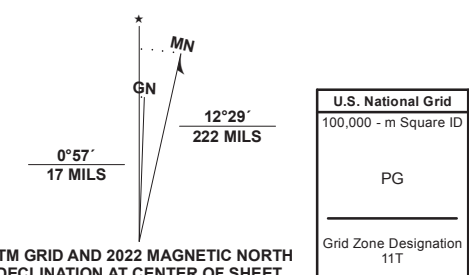 ★
MN
GN
12°29´
222 MILS
0°57´
17 MILS
TM GRID AND 2022 MAGNETIC NORTH
DECLINATION AT CENTER OF SHEET
U.S. National Grid
100,000 - m Square ID
PG
Grid Zone Designation
11T